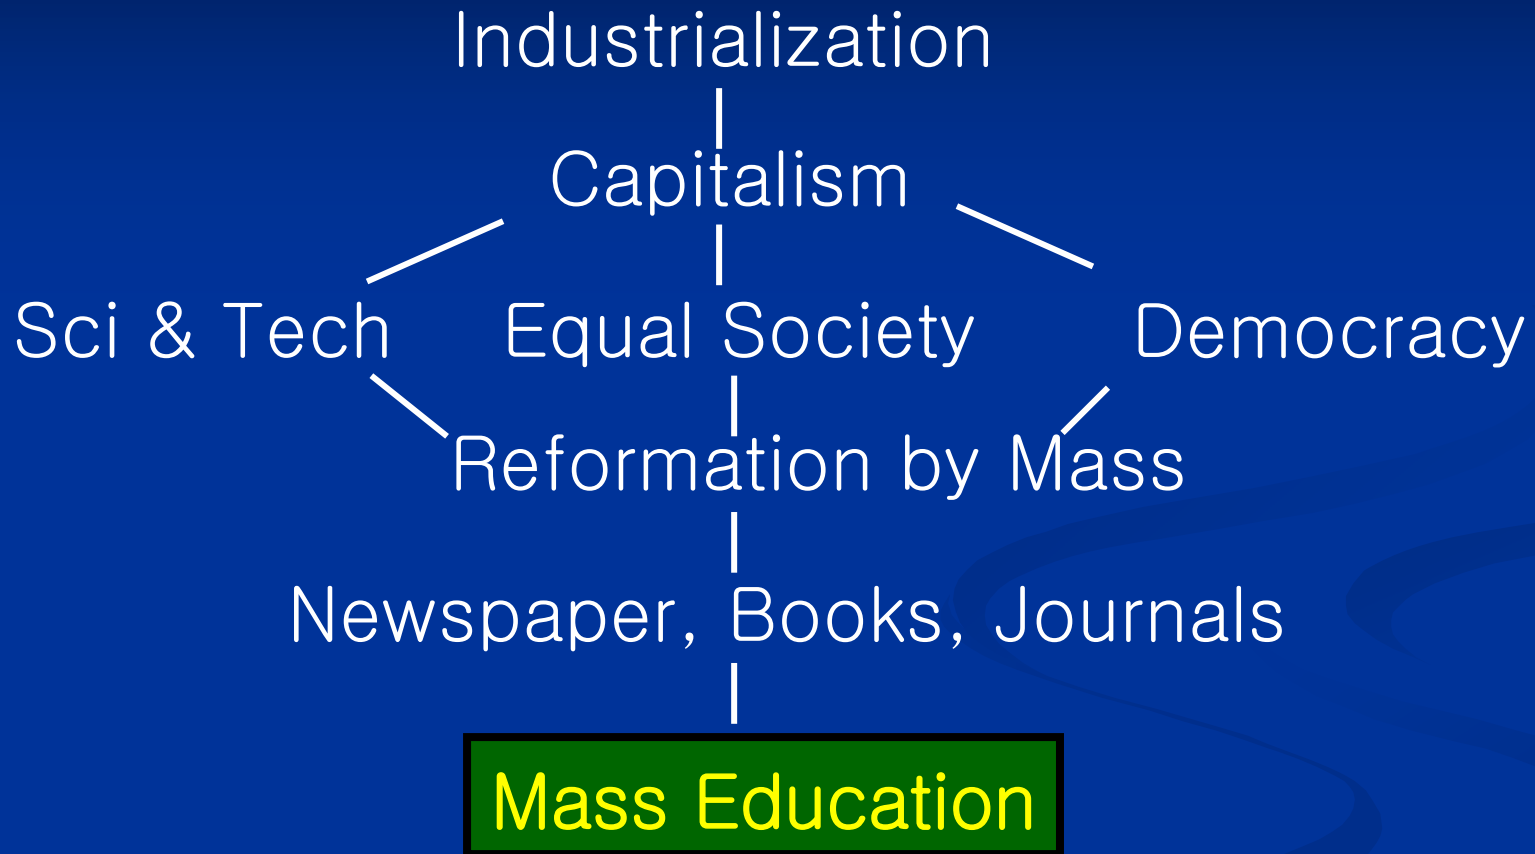 Industrialization
Capitalism
Sci & Tech Equal Society Democracy
Reformation by Mass
Newspaper, Books, Journals
Mass Education